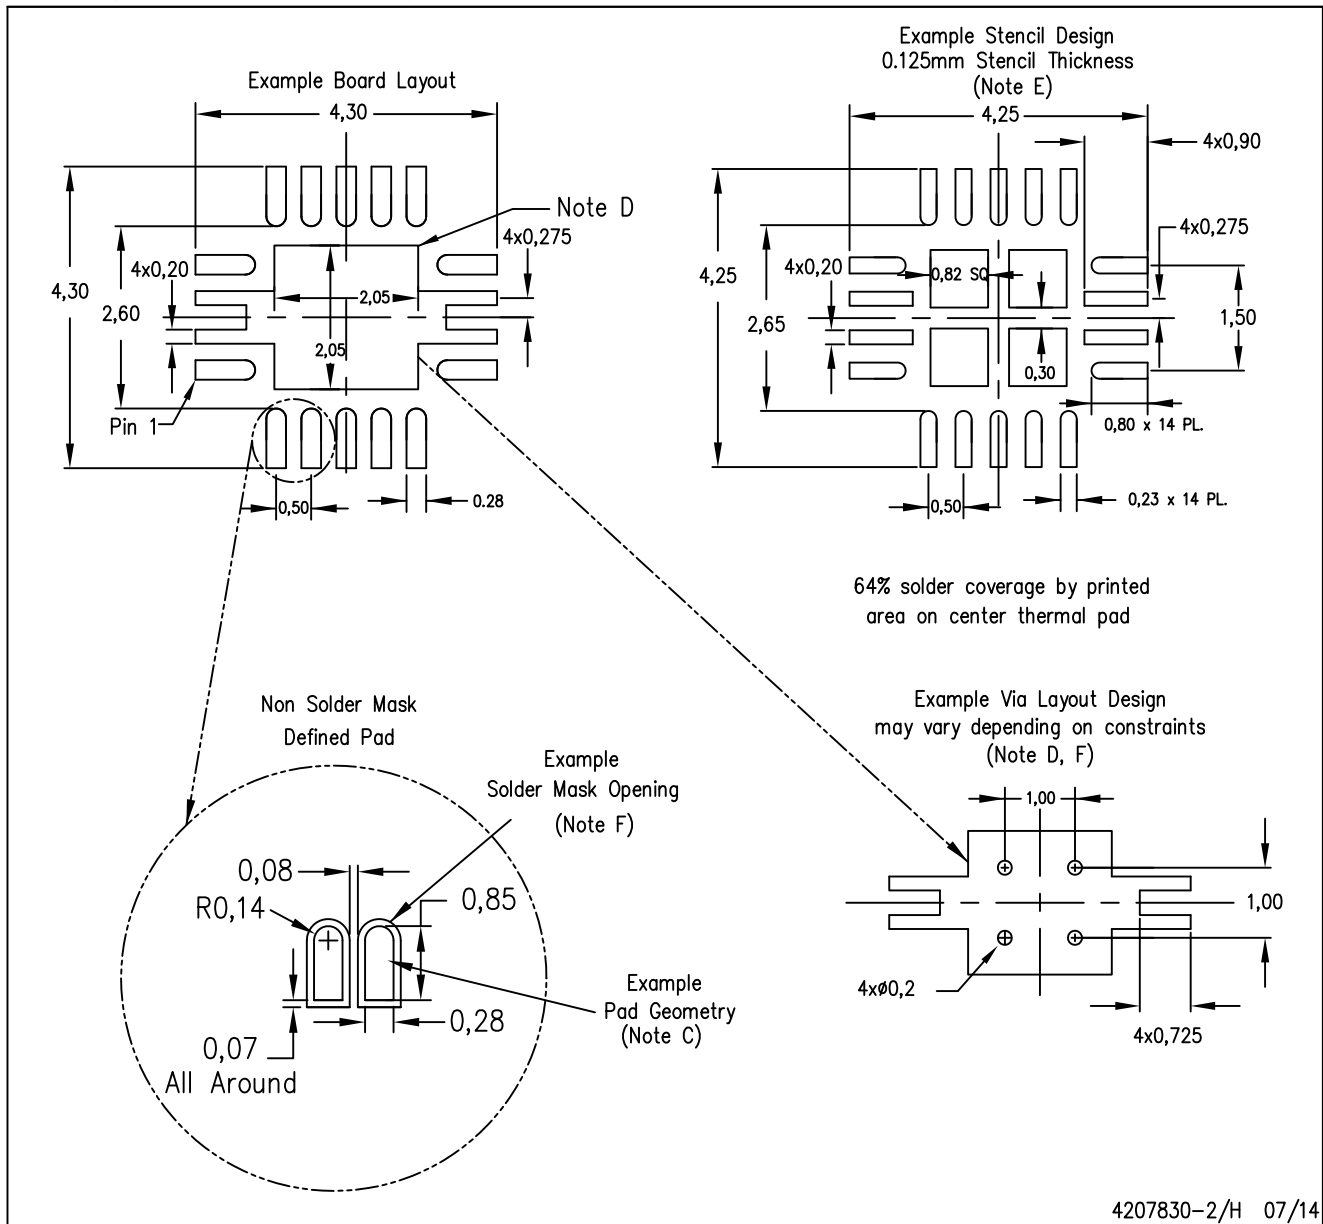 Example Board Layout
4,30
4,30
2,60
4x0,20
2,05
2,05
Note D
4x0,275
Pin 1
0,50
0.28
Example Stencil Design
0.125mm Stencil Thickness
(Note E)
4,25
4x0,90
4x0,275
4,25
2,65
4x0,20
0,82 SQ
0,30
1,50
0,80 x 14 PL.
0,50
0,23 x 14 PL.
64% solder coverage by printed
area on center thermal pad
Non Solder Mask
Defined Pad
Example
Solder Mask Opening
(Note F)
0,08
R0,14
0,85
Example
Pad Geometry
(Note C)
0,28
0,07
All Around
Example Via Layout Design
may vary depending on constraints
(Note D, F)
1,00
1,00
4xø0,2
4x0,725
4207830-2/H 07/14